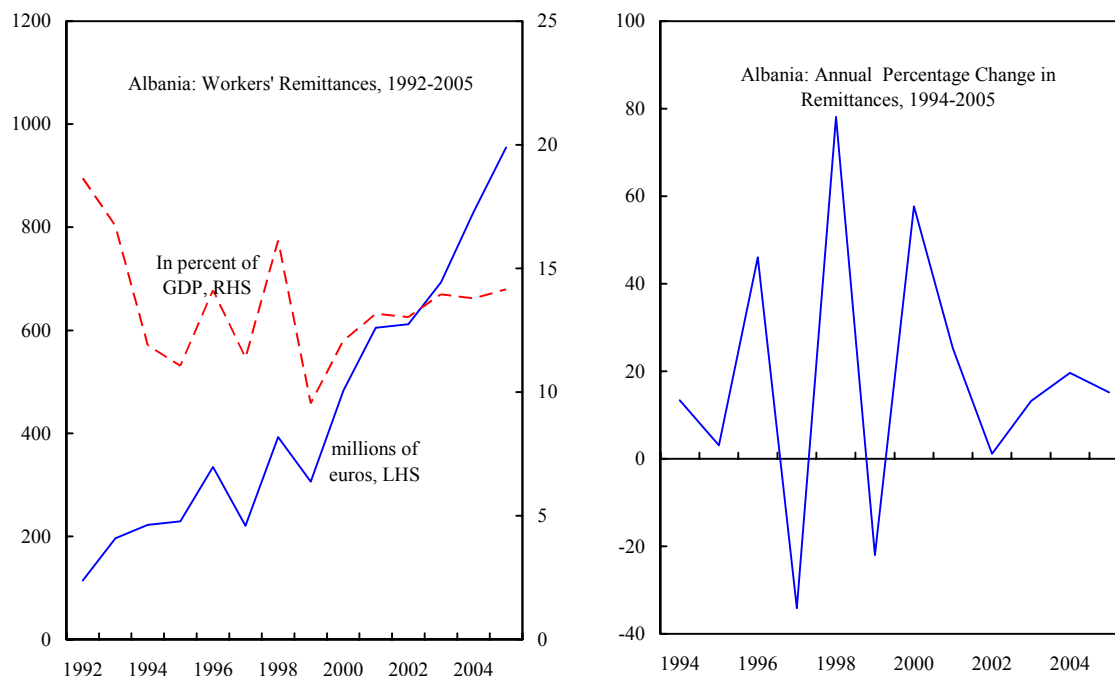 Albania: Workers' Remittances, 1992-2005
1200
1000
800
600
400
200
0
25
20
15
10
5
0
In percent of
GDP, RHS
millions of
euros, LHS
1992 1994 1996 1998 2000 2002 2004
Albania: Annual Percentage Change in
Remittances, 1994-2005
100
80
60
40
20
0
-20
-40
1994 1996 1998 2000 2002 2004